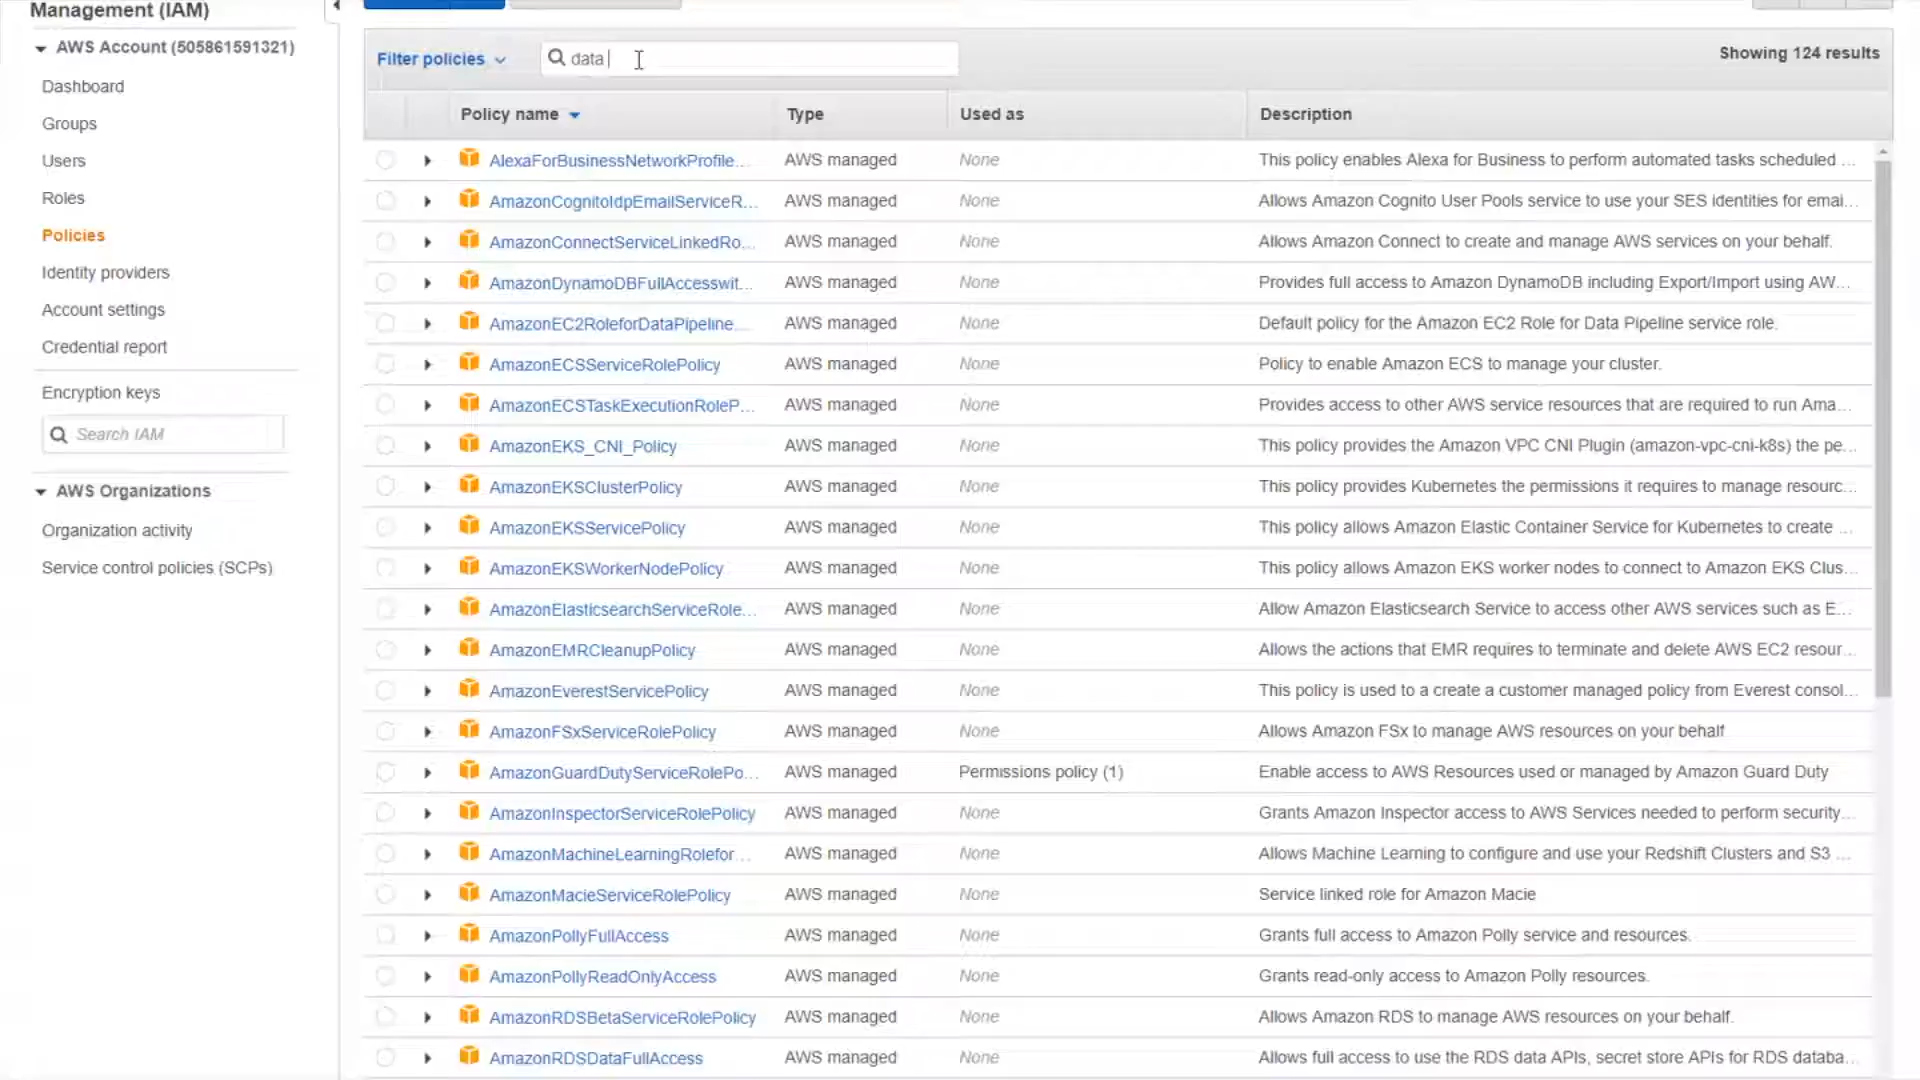 Management (IAM)
AWS Account (505861591321)
Dashboard
Groups
Users
Roles
Policies
Identity providers
Account settings
Credential report
Encryption keys
Search IAM
AWS Organizations
Organization activity
Service control policies (SCPs)
Filter policies
data
Showing 124 results
Policy name Type Used as Description
AlexaForBusinessNetworkProfile... AWS managed None This policy enables Alexa for Business to perform automated tasks scheduled ...
AmazonCognitoIdpEmailServiceR... AWS managed None Allows Amazon Cognito User Pools service to use your SES identities for emai...
AmazonConnectServiceLinkedRo... AWS managed None Allows Amazon Connect to create and manage AWS services on your behalf.
AmazonDynamoDBFullAccesswit... AWS managed None Provides full access to Amazon DynamoDB including Export/Import using AW...
AmazonEC2RoleforDataPipeline... AWS managed None Default policy for the Amazon EC2 Role for Data Pipeline service role.
AmazonECSServiceRolePolicy AWS managed None Policy to enable Amazon ECS to manage your cluster.
AmazonECSTaskExecutionRoleP... AWS managed None Provides access to other AWS service resources that are required to run Ama...
AmazonEKS_CNI_Policy AWS managed None This policy provides the Amazon VPC CNI Plugin (amazon-vpc-cni-k8s) the pe...
AmazonEKSClusterPolicy AWS managed None This policy provides Kubernetes the permissions it requires to manage resourc...
AmazonEKSServicePolicy AWS managed None This policy allows Amazon Elastic Container Service for Kubernetes to create ...
AmazonEKSWorkerNodePolicy AWS managed None This policy allows Amazon EKS worker nodes to connect to Amazon EKS Clus...
AmazonElasticsearchServiceRole... AWS managed None Allow Amazon Elasticsearch Service to access other AWS services such as E...
AmazonEMRCleanupPolicy AWS managed None Allows the actions that EMR requires to terminate and delete AWS EC2 resour...
AmazonEverestServicePolicy AWS managed None This policy is used to a create a customer managed policy from Everest consol...
AmazonFSxServiceRolePolicy AWS managed None Allows Amazon FSx to manage AWS resources on your behalf
AmazonGuardDutyServiceRolePo... AWS managed Permissions policy (1) Enable access to AWS Resources used or managed by Amazon Guard Duty
AmazonInspectorServiceRolePolicy AWS managed None Grants Amazon Inspector access to AWS Services needed to perform security...
AmazonMachineLearningRolefor... AWS managed None Allows Machine Learning to configure and use your Redshift Clusters and S3 ...
AmazonMacieServiceRolePolicy AWS managed None Service linked role for Amazon Macie
AmazonPollyFullAccess AWS managed None Grants full access to Amazon Polly service and resources.
AmazonPollyReadOnlyAccess AWS managed None Grants read-only access to Amazon Polly resources.
AmazonRDSBetaServiceRolePolicy AWS managed None Allows Amazon RDS to manage AWS resources on your behalf.
AmazonRDSDataFullAccess AWS managed None Allows full access to use the RDS data APIs, secret store APIs for RDS databa...